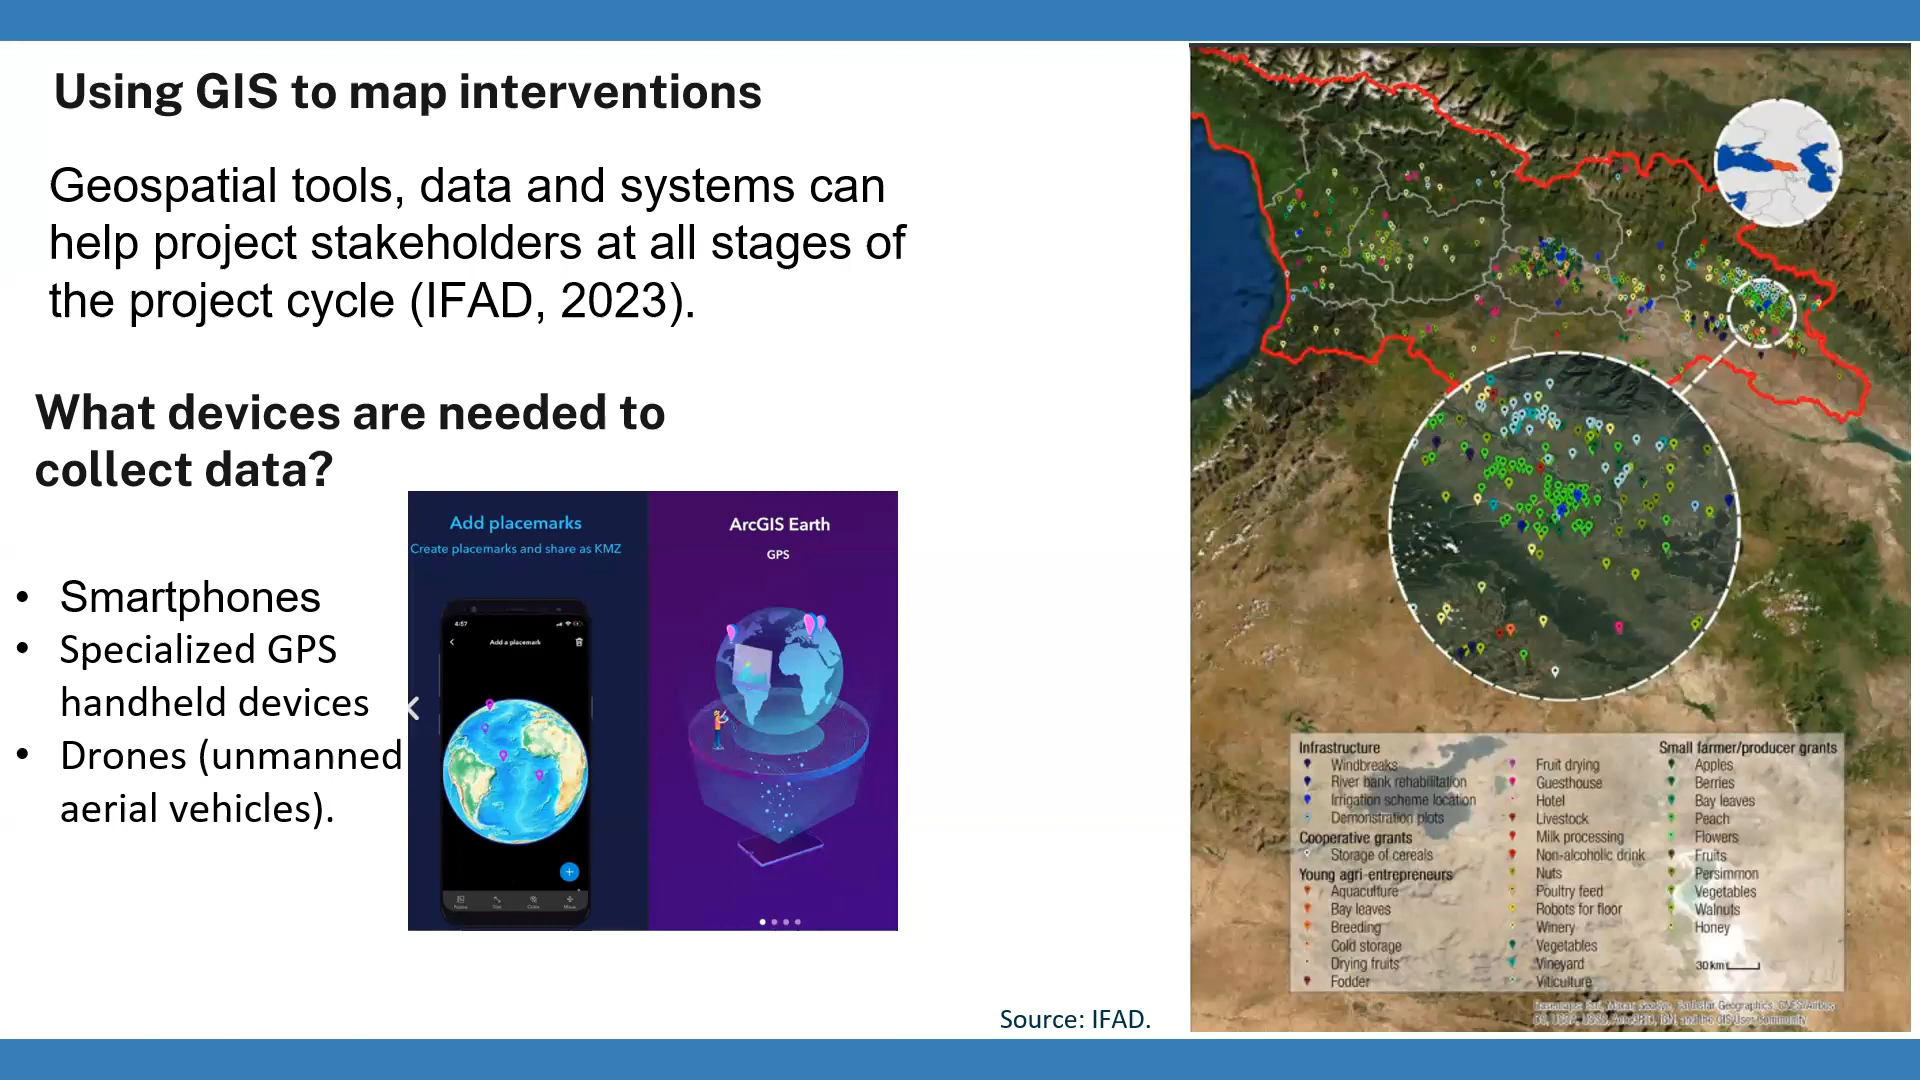 Using GIS to map interventions
Geospatial tools, data and systems can
help project stakeholders at all stages of
the project cycle (IFAD, 2023).
What devices are needed to
collect data?
• Smartphones
• Specialized GPS
handheld devices
• Drones (unmanned
aerial vehicles).
Add placemarks
Create placemarks and share as KMZ
4:57
Add a placemark
ArcGIS Earth
GPS
Source: IFAD.
Infrastructure
Windbreaks
River bank rehabilitation
Irrigation scheme location
Demonstration plots
Cooperative grants
Storage of cereals
Young agri-entrepreneurs
Aquaculture
Bay leaves
Breeding
Cold storage
Drying fruits
Fodder
Fruit drying
Guesthouse
Hotel
Livestock
Milk processing
Non-alcoholic drink
Nuts
Poultry feed
Robots for floor
Winery
Vegetables
Vineyard
Viticulture
Small farmer/producer grants
Apples
Berries
Bay leaves
Peach
Flowers
Fruits
Persimmon
Vegetables
Walnuts
Honey
30 km